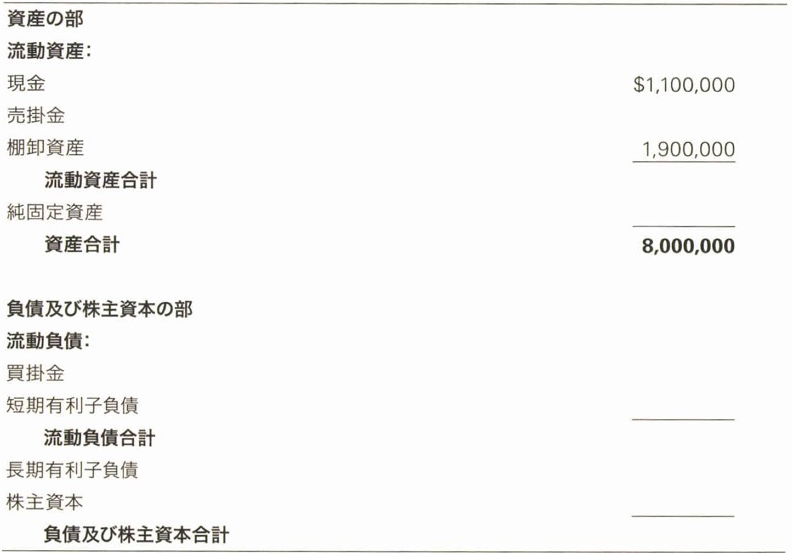 資産の部
流動資産：
現金 $1,100,000
売掛金
棚卸資産 1,900,000
流動資産合計
純固定資産
資産合計 8,000,000
負債及び株主資本の部
流動負債：
買掛金
短期有利子負債
流動負債合計
長期有利子負債
株主資本
負債及び株主資本合計